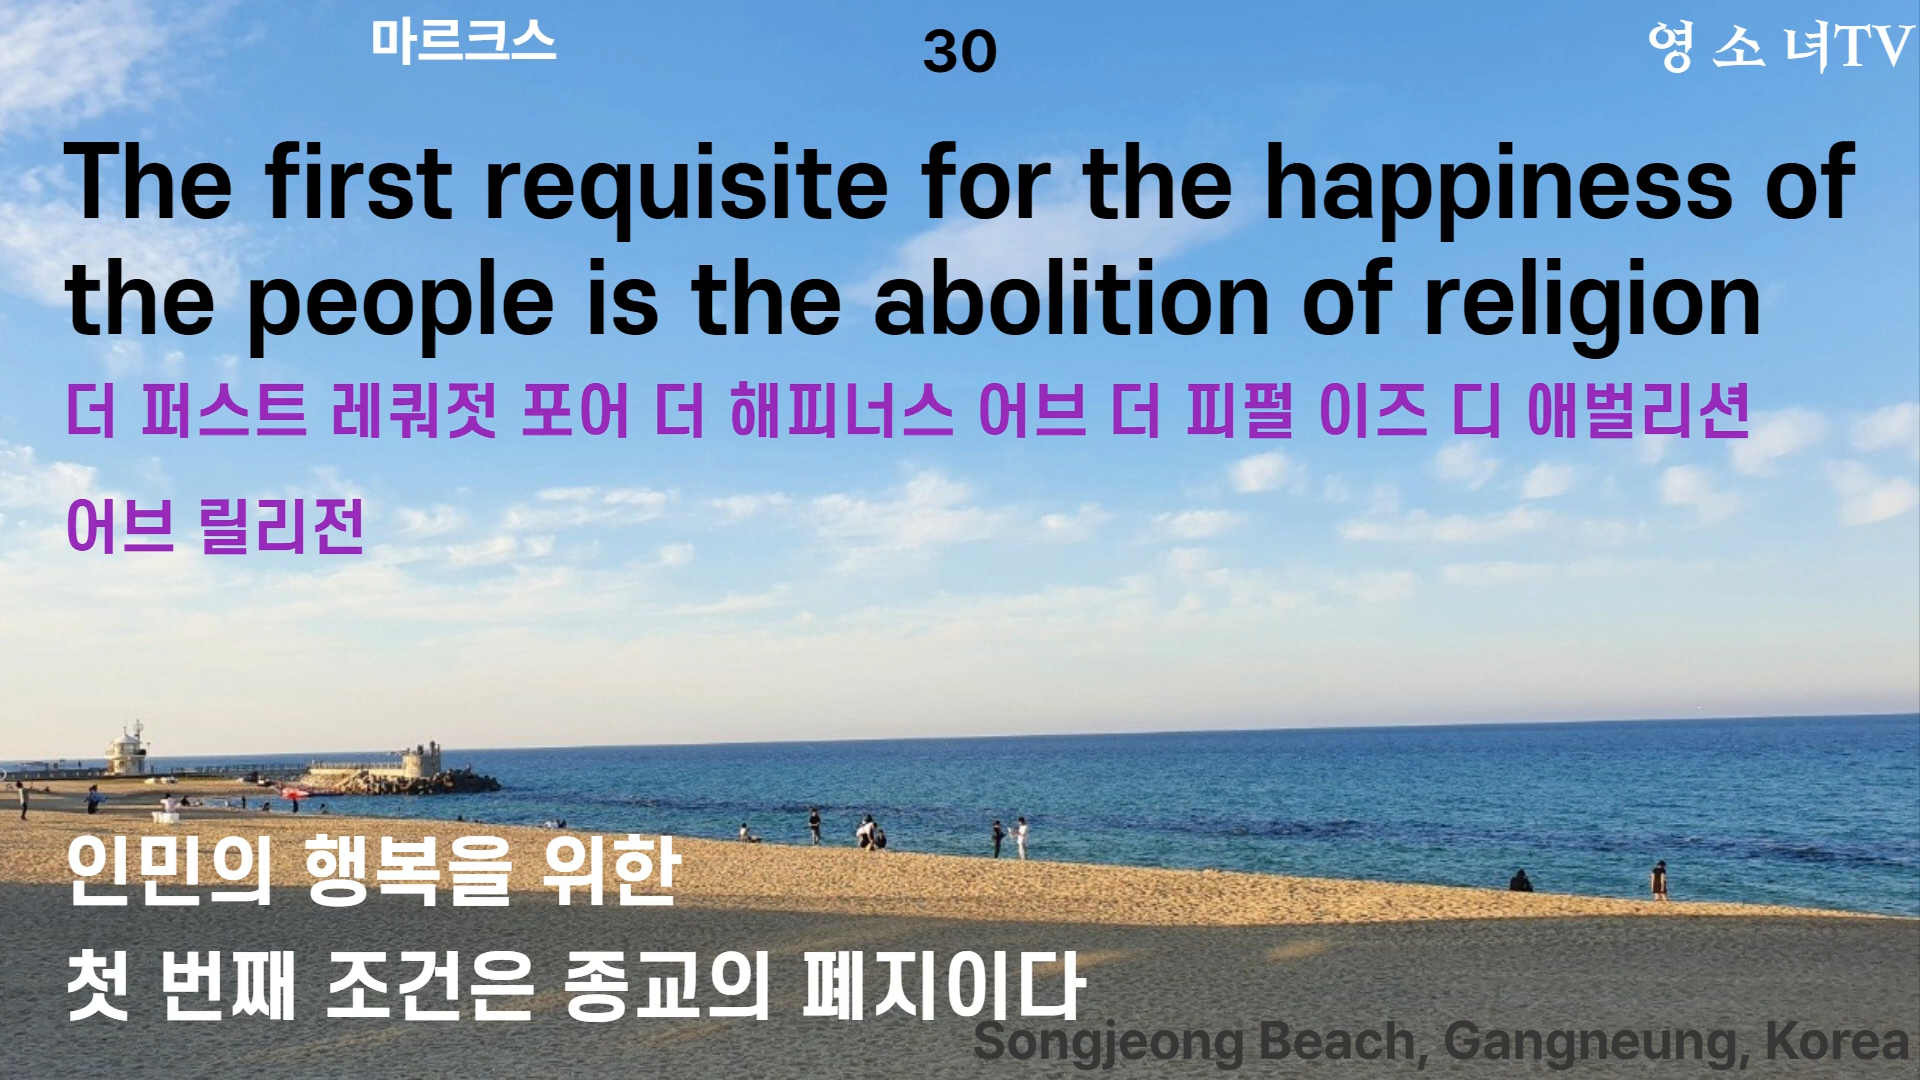 마르크스
30
영 소 녀TV
The first requisite for the happiness of
the people is the abolition of religion
더 퍼스트 레쿼젓 포어 더 해피너스 어브 더 피펄 이즈 디 애벌리션
어브 릴리전
인민의 행복을 위한
첫 번째 조건은 종교의 폐지이다
Songjeong Beach, Gangneung, Korea